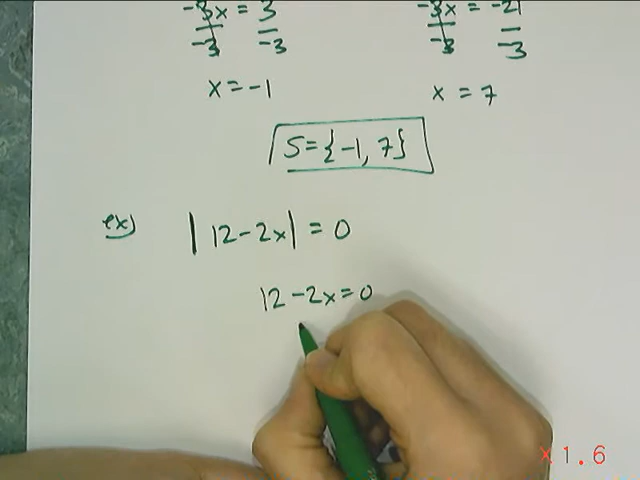 -3x = 3 -3x = -21
-3 -3 -3 -3
x = -1 x = 7
S = {-1, 7}
ex) | 12 - 2x | = 0
12 - 2x = 0
x1.6